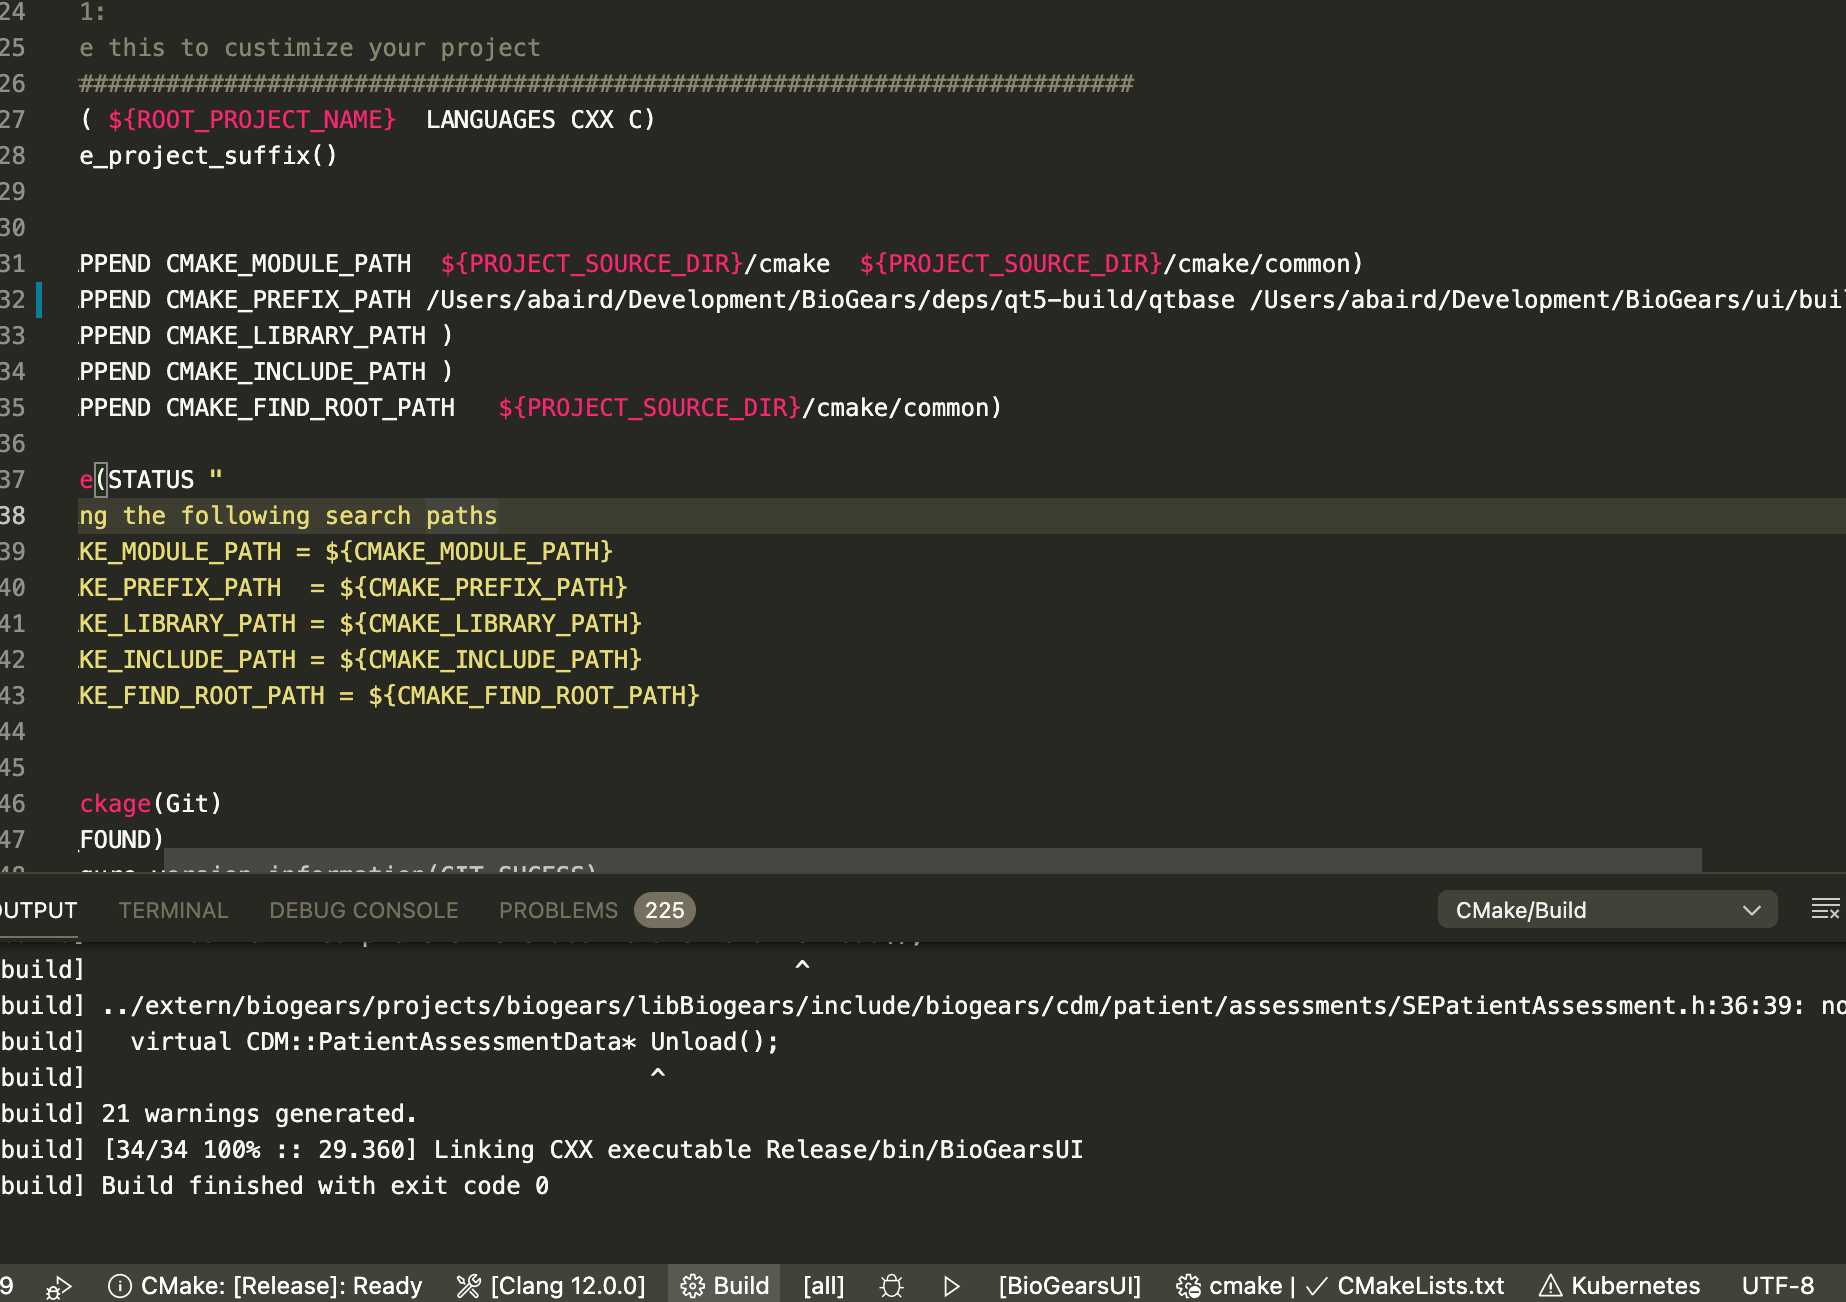 24 1:
25 e this to custimize your project
26 #########################################################################
27 ( ${ROOT_PROJECT_NAME}  LANGUAGES CXX C)
28 e_project_suffix()
29
30
31 PPEND CMAKE_MODULE_PATH  ${PROJECT_SOURCE_DIR}/cmake  ${PROJECT_SOURCE_DIR}/cmake/common)
32 PPEND CMAKE_PREFIX_PATH /Users/abaird/Development/BioGears/deps/qt5-build/qtbase /Users/abaird/Development/BioGears/ui/buil
33 PPEND CMAKE_LIBRARY_PATH )
34 PPEND CMAKE_INCLUDE_PATH )
35 PPEND CMAKE_FIND_ROOT_PATH   ${PROJECT_SOURCE_DIR}/cmake/common)
36
37 e(STATUS "
38 ng the following search paths
39 KE_MODULE_PATH = ${CMAKE_MODULE_PATH}
40 KE_PREFIX_PATH  = ${CMAKE_PREFIX_PATH}
41 KE_LIBRARY_PATH = ${CMAKE_LIBRARY_PATH}
42 KE_INCLUDE_PATH = ${CMAKE_INCLUDE_PATH}
43 KE_FIND_ROOT_PATH = ${CMAKE_FIND_ROOT_PATH}
44
45
46 ckage(Git)
47 FOUND)
48 gure_version_information(GIT_SUCESS)
OUTPUT TERMINAL DEBUG CONSOLE PROBLEMS 225 CMake/Build
build] ^
build] ../extern/biogears/projects/biogears/libBiogears/include/biogears/cdm/patient/assessments/SEPatientAssessment.h:36:39: no
build]   virtual CDM::PatientAssessmentData* Unload();
build] ^
build] 21 warnings generated.
build] [34/34 100% :: 29.360] Linking CXX executable Release/bin/BioGearsUI
build] Build finished with exit code 0
9 CMake: [Release]: Ready [Clang 12.0.0] Build [all] [BioGearsUI] cmake | ✓ CMakeLists.txt Kubernetes UTF-8